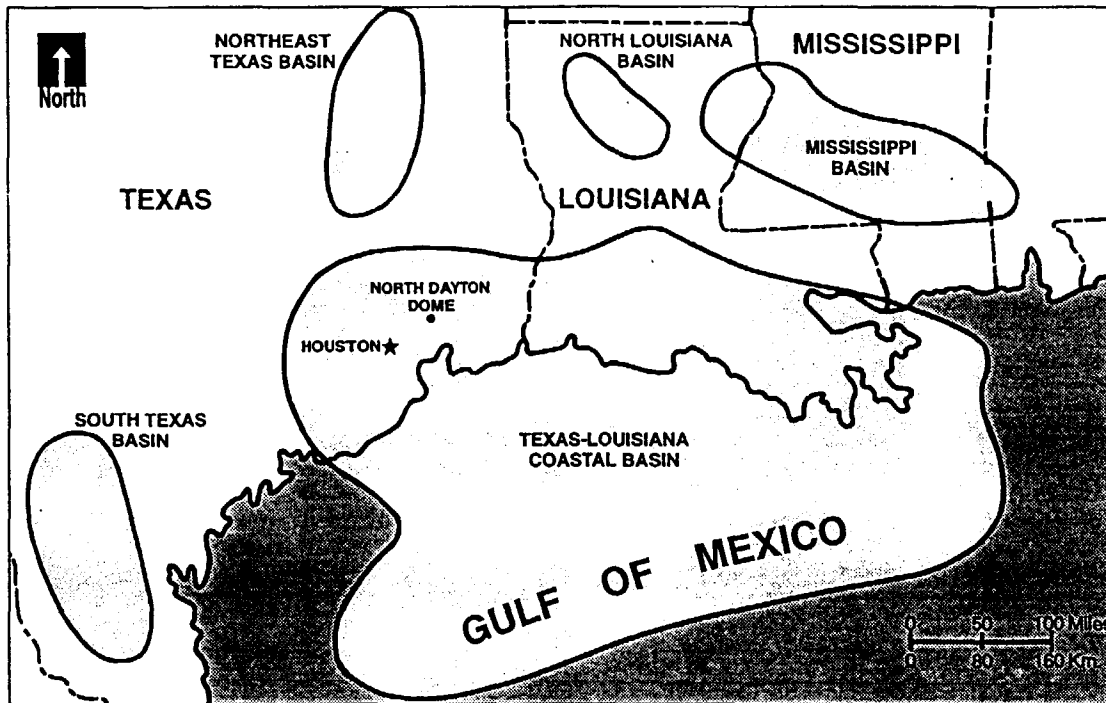 North
NORTHEAST
TEXAS BASIN
NORTH LOUISIANA
BASIN
MISSISSIPPI
MISSISSIPPI
BASIN
TEXAS
LOUISIANA
NORTH DAYTON
DOME
HOUSTON
SOUTH TEXAS
BASIN
TEXAS-LOUISIANA
COASTAL BASIN
GULF OF MEXICO
0 50 100 Miles
0 80 160 Km